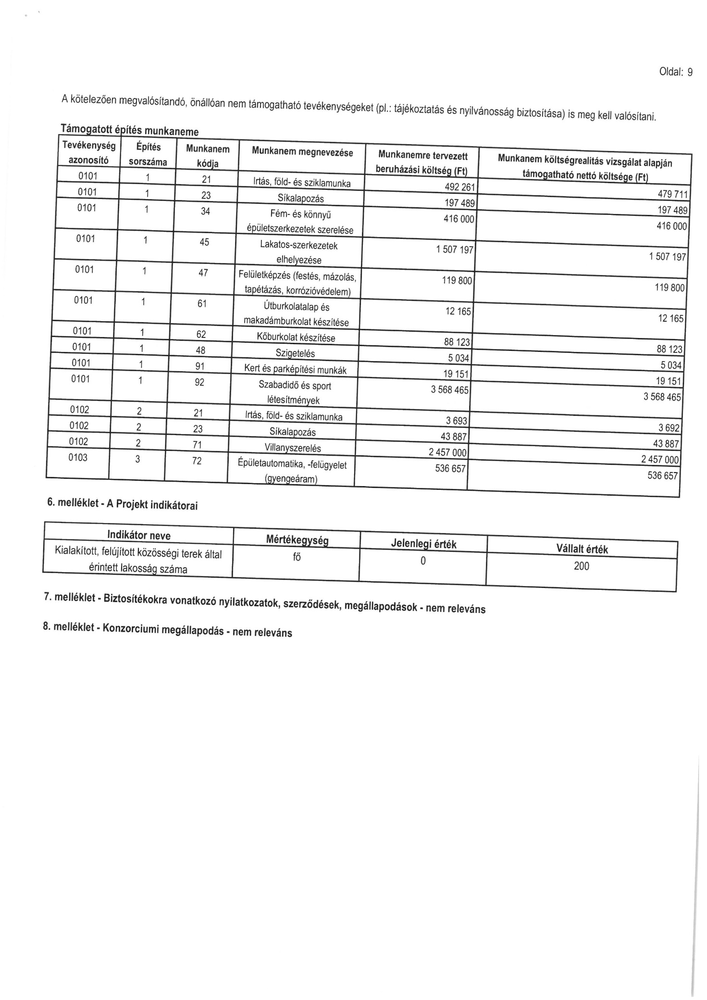 Oldal: 9
A kötelezően megvalósítandó, önállóan nem támogatható tevékenységeket (pl.: tájékoztatás és nyilvánosság biztosítása) is meg kell valósítani.
Támogatott építés munkaneme
Tevékenység azonosító Építés sorszáma Munkanem kódja Munkanem megnevezése Munkanemre tervezett beruházási költség (Ft) Munkanem költségrealitás vizsgálat alapján támogatható nettó költsége (Ft)
0101 1 21 Irtás, föld- és sziklamunka 492 261 479 711
0101 1 23 Síkalapozás 197 489 197 489
0101 1 34 Fém- és könnyű épületszerkezetek szerelése 416 000 416 000
0101 1 45 Lakatos-szerkezetek elhelyezése 1 507 197 1 507 197
0101 1 47 Felületképzés (festés, mázolás, tapétázás, korrózióvédelem) 119 800 119 800
0101 1 61 Útburkolatalap és makadámburkolat készítése 12 165 12 165
0101 1 62 Kőburkolat készítése 88 123 88 123
0101 1 48 Szigetelés 5 034 5 034
0101 1 91 Kert és parképítési munkák 19 151 19 151
0101 1 92 Szabadidő és sport létesítmények 3 568 465 3 568 465
0102 2 21 Irtás, föld- és sziklamunka 3 693 3 692
0102 2 23 Síkalapozás 43 887 43 887
0102 2 71 Villanyszerelés 2 457 000 2 457 000
0103 3 72 Épületautomatika, -felügyelet (gyengeáram) 536 657 536 657
6. melléklet - A Projekt indikátorai
Indikátor neve Mértékegység Jelenlegi érték Vállalt érték
Kialakított, felújított közösségi terek által érintett lakosság száma fő 0 200
7. melléklet - Biztosítékokra vonatkozó nyilatkozatok, szerződések, megállapodások - nem releváns
8. melléklet - Konzorciumi megállapodás - nem releváns